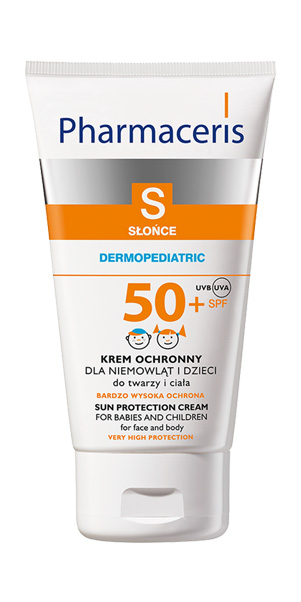 Pharmaceris
S
SŁOŃCE
DERMOPEDIATRIC
50+ SPF
UVB UVA
KREM OCHRONNY
DLA NIEMOWLĄT I DZIECI
do twarzy i ciała
BARDZO WYSOKA OCHRONA
SUN PROTECTION CREAM
FOR BABIES AND CHILDREN
for face and body
VERY HIGH PROTECTION